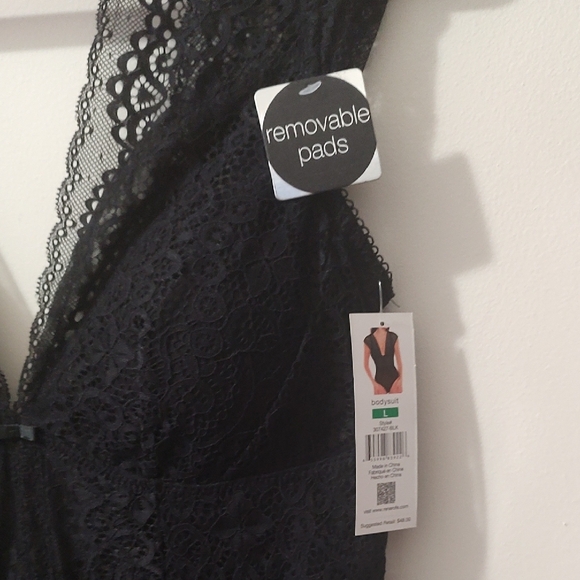 removable
pads
bodysuit
L
Style#
Made in China
Fabriqué en Chine
Hecho en China
Suggested Retail